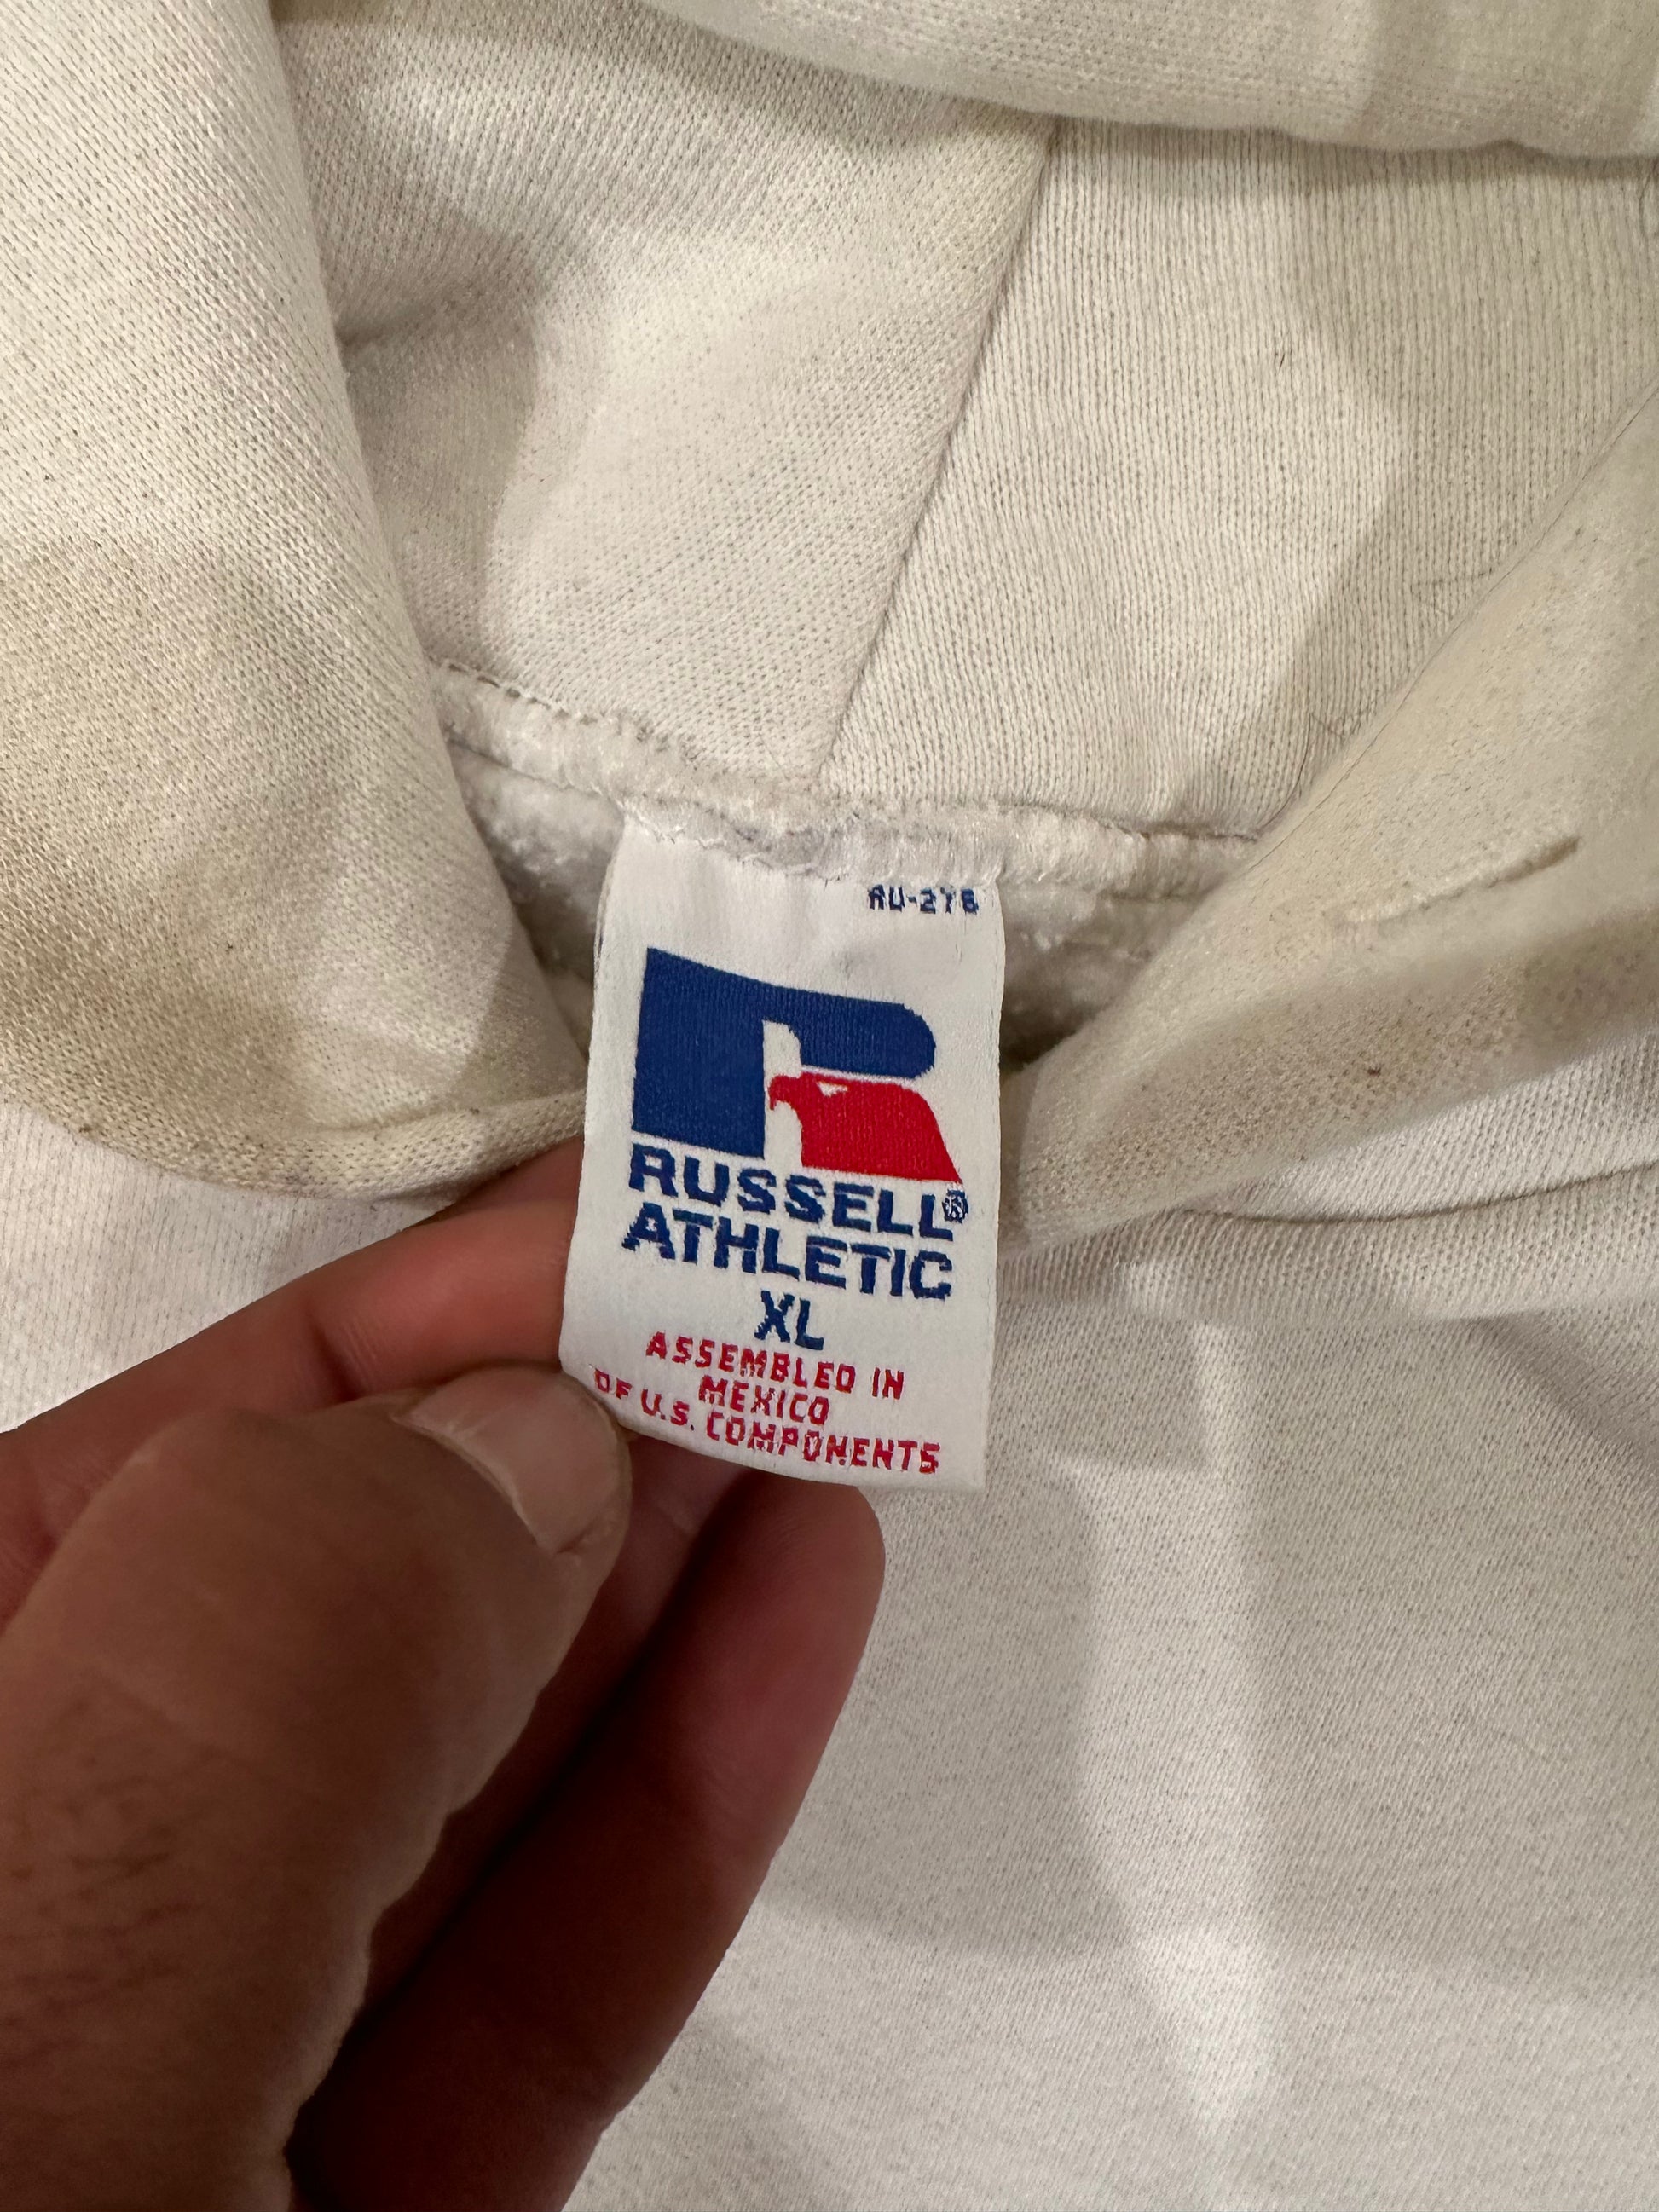 RU-276
RUSSELL®
ATHLETIC
XL
ASSEMBLED IN
MEXICO
OF U.S. COMPONENTS